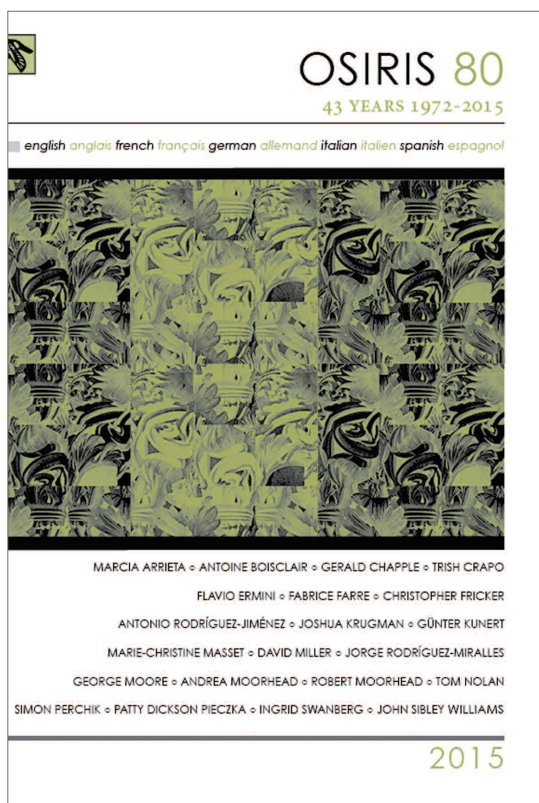 OSIRIS 80
43 YEARS 1972-2015
english anglais french français german allemand italian italien spanish espagnol
MARCIA ARRIETA ○ ANTOINE BOISCLAIR ○ GERALD CHAPPLE ○ TRISH CRAPO
FLAVIO ERMINI ○ FABRICE FARRE ○ CHRISTOPHER FRICKER
ANTONIO RODRÍGUEZ-JIMÉNEZ ○ JOSHUA KRUGMAN ○ GÜNTER KUNERT
MARIE-CHRISTINE MASSET ○ DAVID MILLER ○ JORGE RODRÍGUEZ-MIRALLES
GEORGE MOORE ○ ANDREA MOORHEAD ○ ROBERT MOORHEAD ○ TOM NOLAN
SIMON PERCHIK ○ PATTY DICKSON PIECZKA ○ INGRID SWANBERG ○ JOHN SIBLEY WILLIAMS
2015